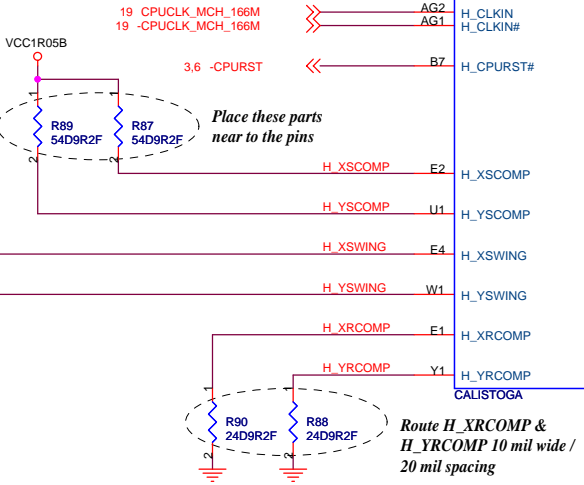 19 CPUCLK_MCH_166M AG2 H_CLKIN
19 -CPUCLK_MCH_166M AG1 H_CLKIN#
VCC1R05B
3,6 -CPURST B7 H_CPURST#
1 1
R89 R87 Place these parts
54D9R2F 54D9R2F near to the pins
2 2
H_XSCOMP E2 H_XSCOMP
H_YSCOMP U1 H_YSCOMP
H_XSWING E4 H_XSWING
H_YSWING W1 H_YSWING
H_XRCOMP E1 H_XRCOMP
H_YRCOMP Y1 H_YRCOMP
1 1 CALISTOGA
R90 R88 Route H_XRCOMP &
24D9R2F 24D9R2F H_YRCOMP 10 mil wide /
2 2 20 mil spacing